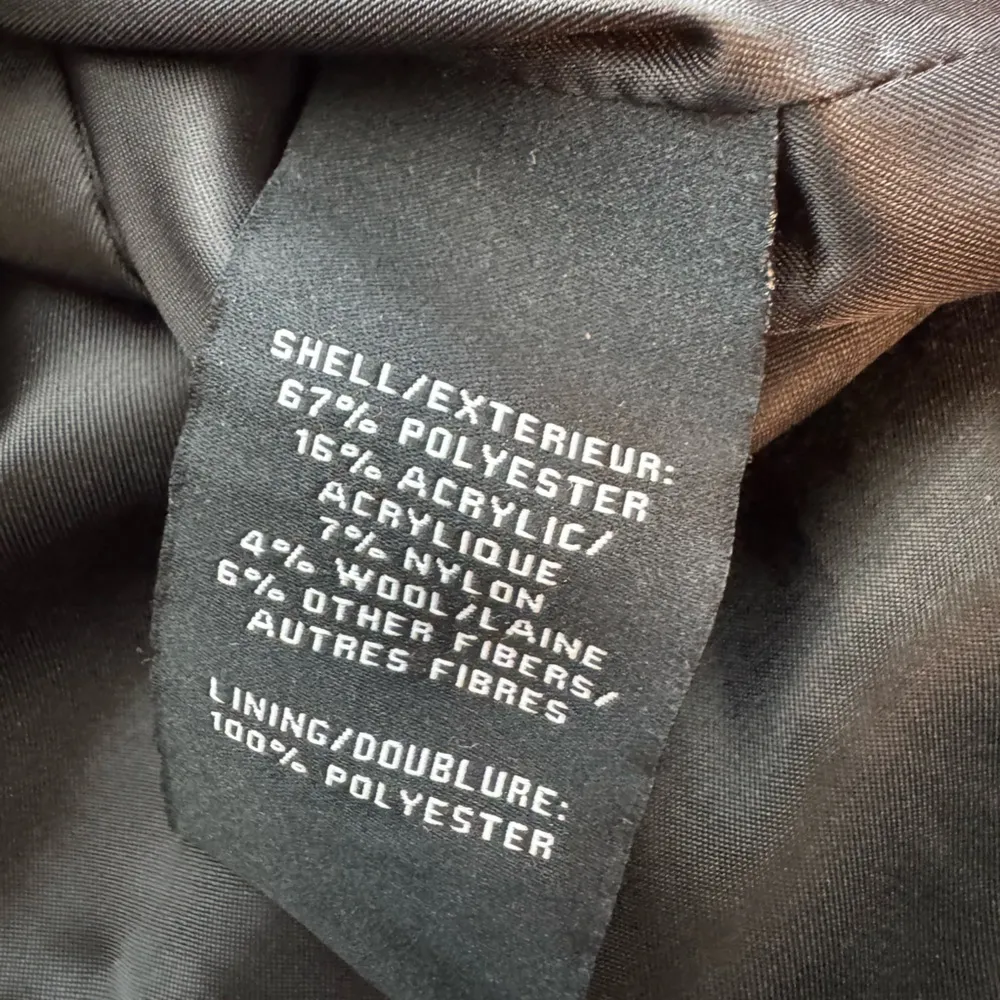 SHELL/EXTERIEUR:
67% POLYESTER
16% ACRYLIC/
ACRYLIQUE
7% NYLON
4% WOOL/LAINE
6% OTHER FIBERS/
AUTRES FIBRES
LINING/DOUBLURE:
100% POLYESTER